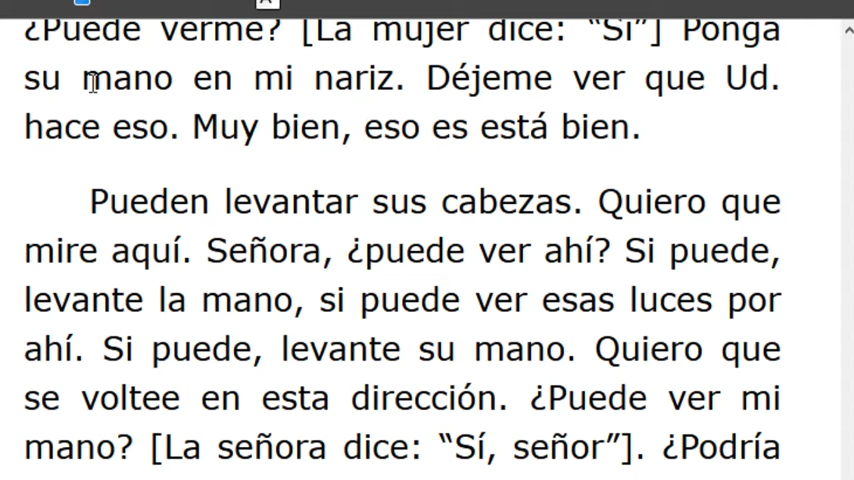 ¿Puede verme? [La mujer dice: “Sí”] Ponga
su mano en mi nariz. Déjeme ver que Ud.
hace eso. Muy bien, eso es está bien.
Pueden levantar sus cabezas. Quiero que
mire aquí. Señora, ¿puede ver ahí? Si puede,
levante la mano, si puede ver esas luces por
ahí. Si puede, levante su mano. Quiero que
se voltee en esta dirección. ¿Puede ver mi
mano? [La señora dice: “Sí, señor”]. ¿Podría